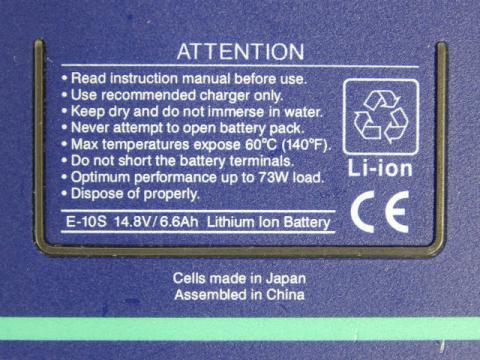 ATTENTION
• Read instruction manual before use.
• Use recommended charger only.
• Keep dry and do not immerse in water.
• Never attempt to open battery pack.
• Max temperatures expose 60°C (140°F).
• Do not short the battery terminals.
• Optimum performance up to 73W load.
• Dispose of properly.
Li-ion
E-10S 14.8V/6.6Ah Lithium Ion Battery
CE
Cells made in Japan
Assembled in China